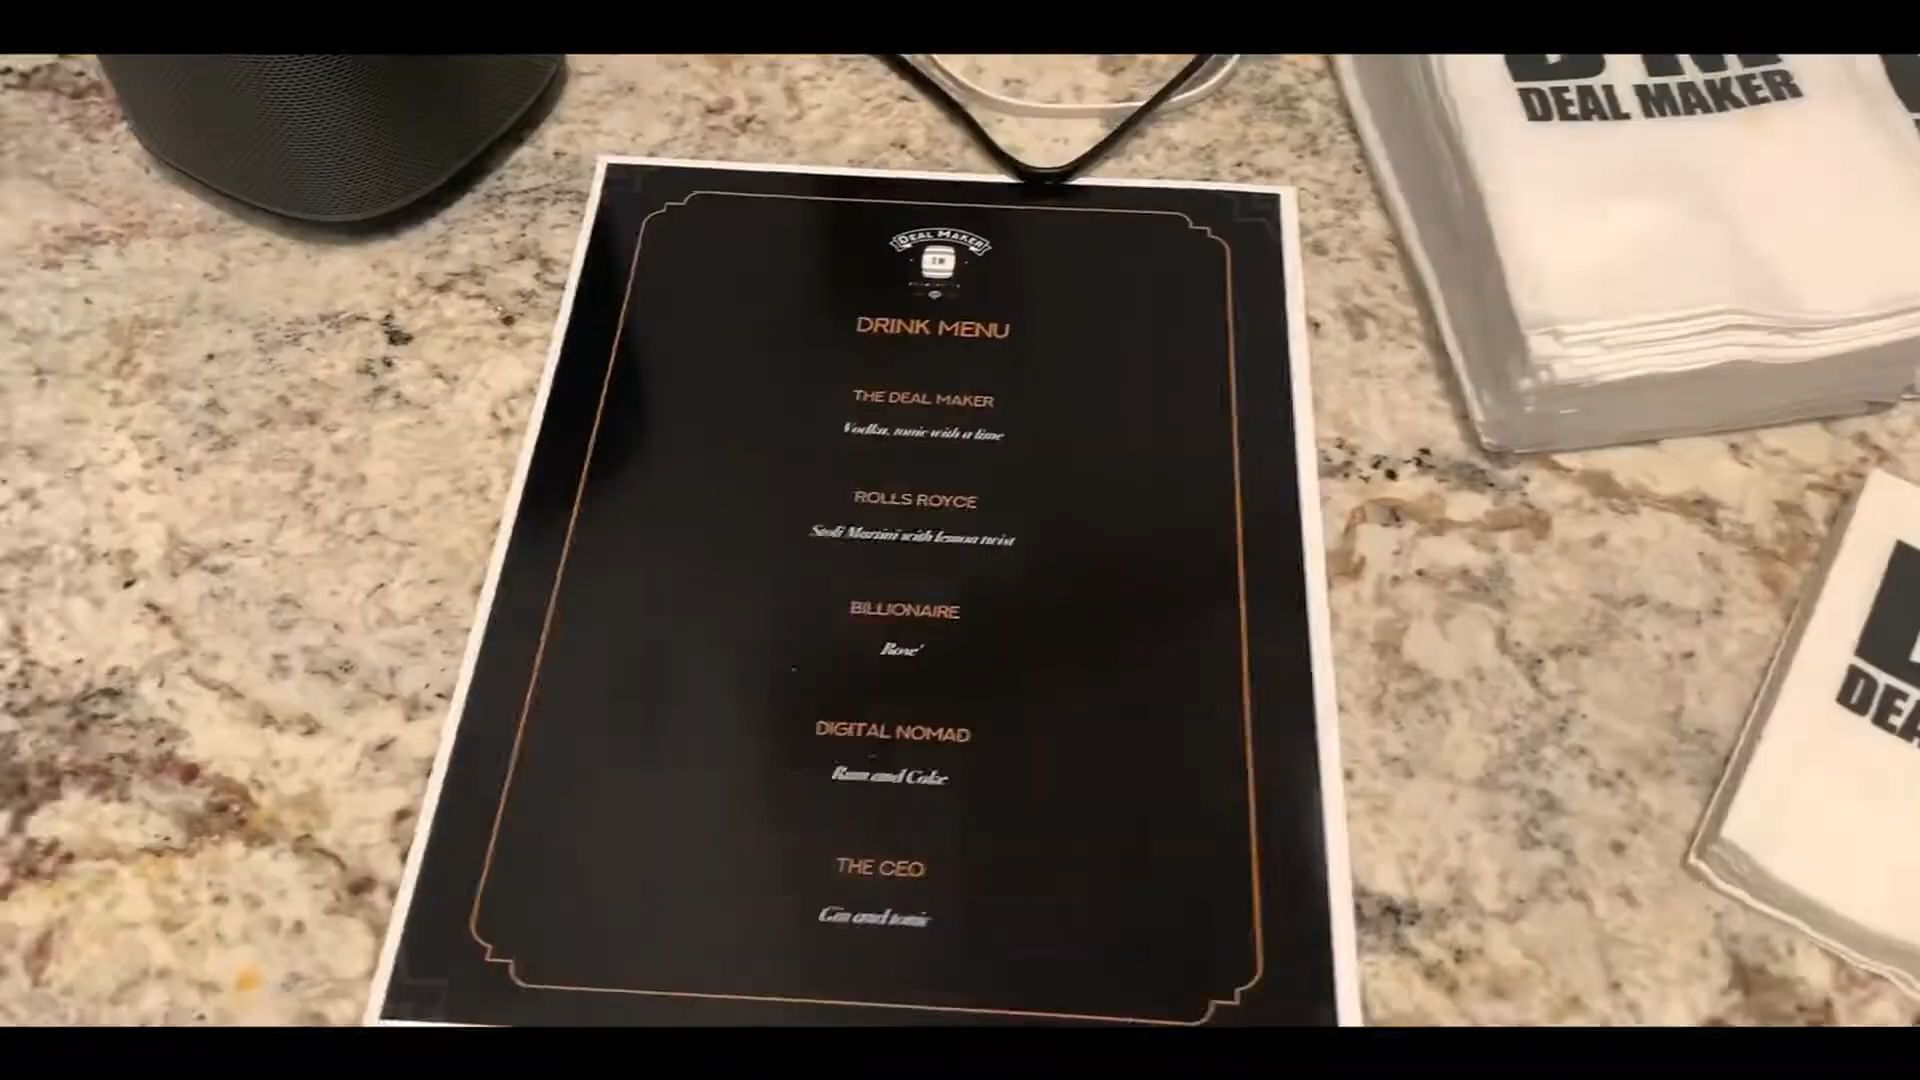 DEAL MAKER
DRINK MENU
THE DEAL MAKER
Vodka, tonic with a lime
ROLLS ROYCE
Stoli Martini with lemon twist
BILLIONAIRE
Rose'
DIGITAL NOMAD
Rum and Coke
THE CEO
Gin and tonic
DEAL MAKER
DEA